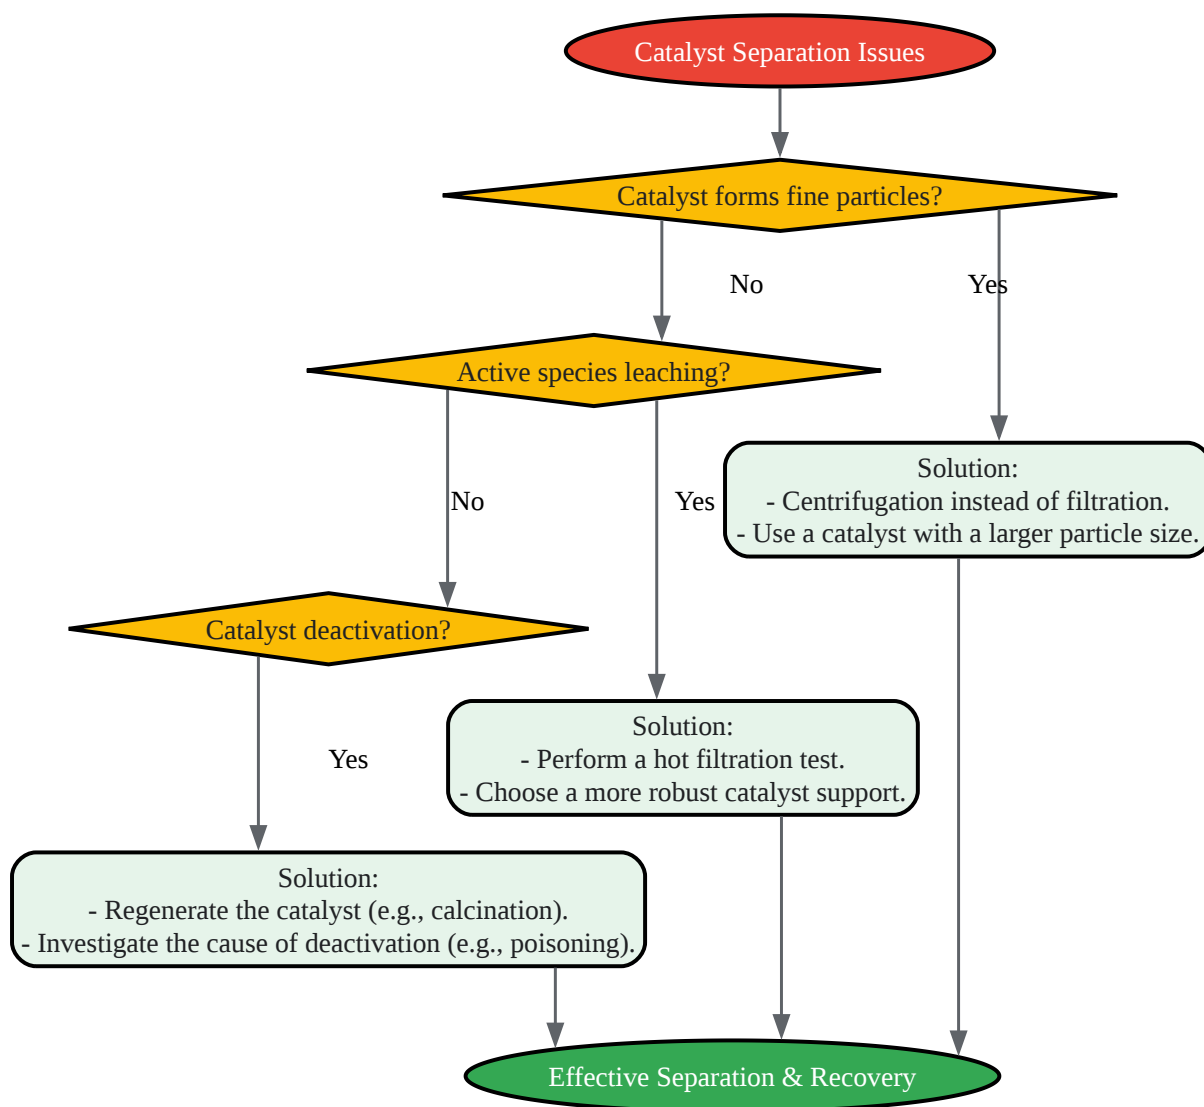 Catalyst Separation Issues
Catalyst forms fine particles?
No
Yes
Active species leaching?
Solution:
- Centrifugation instead of filtration.
- Use a catalyst with a larger particle size.
No
Yes
Catalyst deactivation?
Solution:
- Perform a hot filtration test.
- Choose a more robust catalyst support.
Yes
Solution:
- Regenerate the catalyst (e.g., calcination).
- Investigate the cause of deactivation (e.g., poisoning).
Effective Separation & Recovery